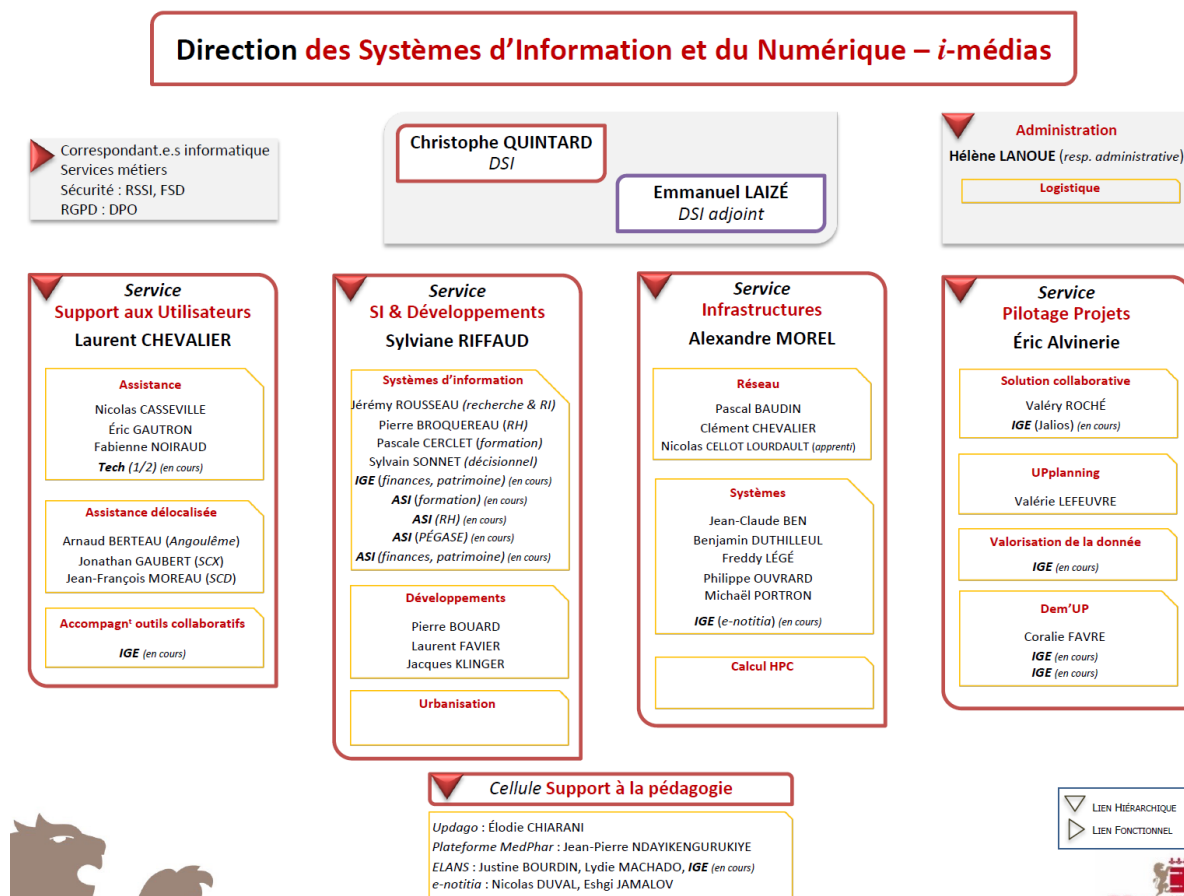 Direction des Systèmes d'Information et du Numérique – i-médias
Correspondant.e.s informatique
Services métiers
Sécurité : RSSI, FSD
RGPD : DPO
Christophe QUINTARD
DSI
Emmanuel LAIZÉ
DSI adjoint
Administration
Hélène LANOUE (resp. administrative)
Logistique
Service
Support aux Utilisateurs
Laurent CHEVALIER
Assistance
Nicolas CASSEVILLE
Éric GAUTRON
Fabienne NOIRAUD
Tech (1/2) (en cours)
Assistance délocalisée
Arnaud BERTEAU (Angoulême)
Jonathan GAUBERT (SCX)
Jean-François MOREAU (SCD)
Accompagnᵗ outils collaboratifs
IGE (en cours)
Service
SI & Développements
Sylviane RIFFAUD
Systèmes d'information
Jérémy ROUSSEAU (recherche & RI)
Pierre BROQUEREAU (RH)
Pascale CERCLET (formation)
Sylvain SONNET (décisionnel)
IGE (finances, patrimoine) (en cours)
ASI (formation) (en cours)
ASI (RH) (en cours)
ASI (PÉGASE) (en cours)
ASI (finances, patrimoine) (en cours)
Développements
Pierre BOUARD
Laurent FAVIER
Jacques KLINGER
Urbanisation
Service
Infrastructures
Alexandre MOREL
Réseau
Pascal BAUDIN
Clément CHEVALIER
Nicolas CELLOT LOURDAULT (apprenti)
Systèmes
Jean-Claude BEN
Benjamin DUTHILLEUL
Freddy LÉGÉ
Philippe OUVRARD
Michaël PORTRON
IGE (e-notitia) (en cours)
Calcul HPC
Service
Pilotage Projets
Éric Alvinerie
Solution collaborative
Valéry ROCHÉ
IGE (Jalios) (en cours)
UPplanning
Valérie LEFEUVRE
Valorisation de la donnée
IGE (en cours)
Dem'UP
Coralie FAVRE
IGE (en cours)
IGE (en cours)
Cellule Support à la pédagogie
Updago : Élodie CHIARANI
Plateforme MedPhar : Jean-Pierre NDAYIKENGURUKIYE
ELANS : Justine BOURDIN, Lydie MACHADO, IGE (en cours)
e-notitia : Nicolas DUVAL, Eshgi JAMALOV
LIEN HIÉRARCHIQUE
LIEN FONCTIONNEL